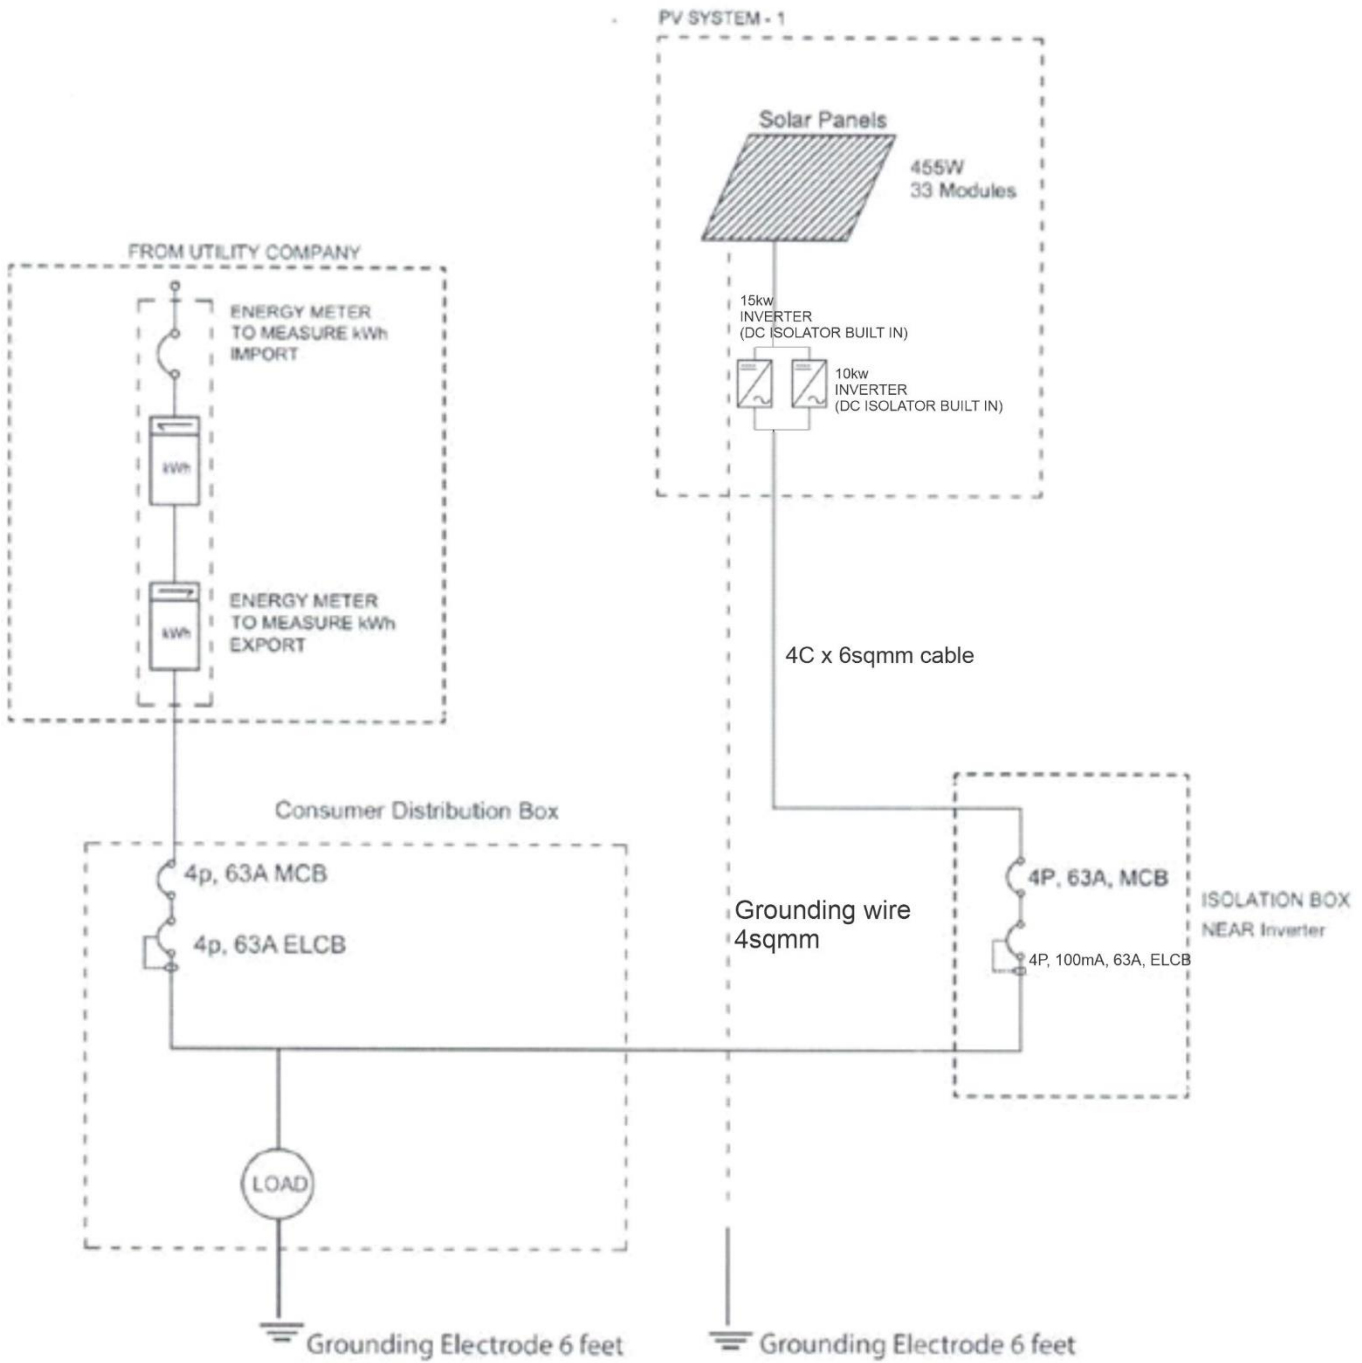 PV SYSTEM - 1
Solar Panels
455W
33 Modules
FROM UTILITY COMPANY
ENERGY METER
TO MEASURE kWh
IMPORT
kWh
ENERGY METER
TO MEASURE kWh
EXPORT
kWh
15kw
INVERTER
(DC ISOLATOR BUILT IN)
10kw
INVERTER
(DC ISOLATOR BUILT IN)
4C x 6sqmm cable
Consumer Distribution Box
4p, 63A MCB
4p, 63A ELCB
LOAD
Grounding wire
4sqmm
4P, 63A, MCB
4P, 100mA, 63A, ELCB
ISOLATION BOX
NEAR Inverter
Grounding Electrode 6 feet
Grounding Electrode 6 feet